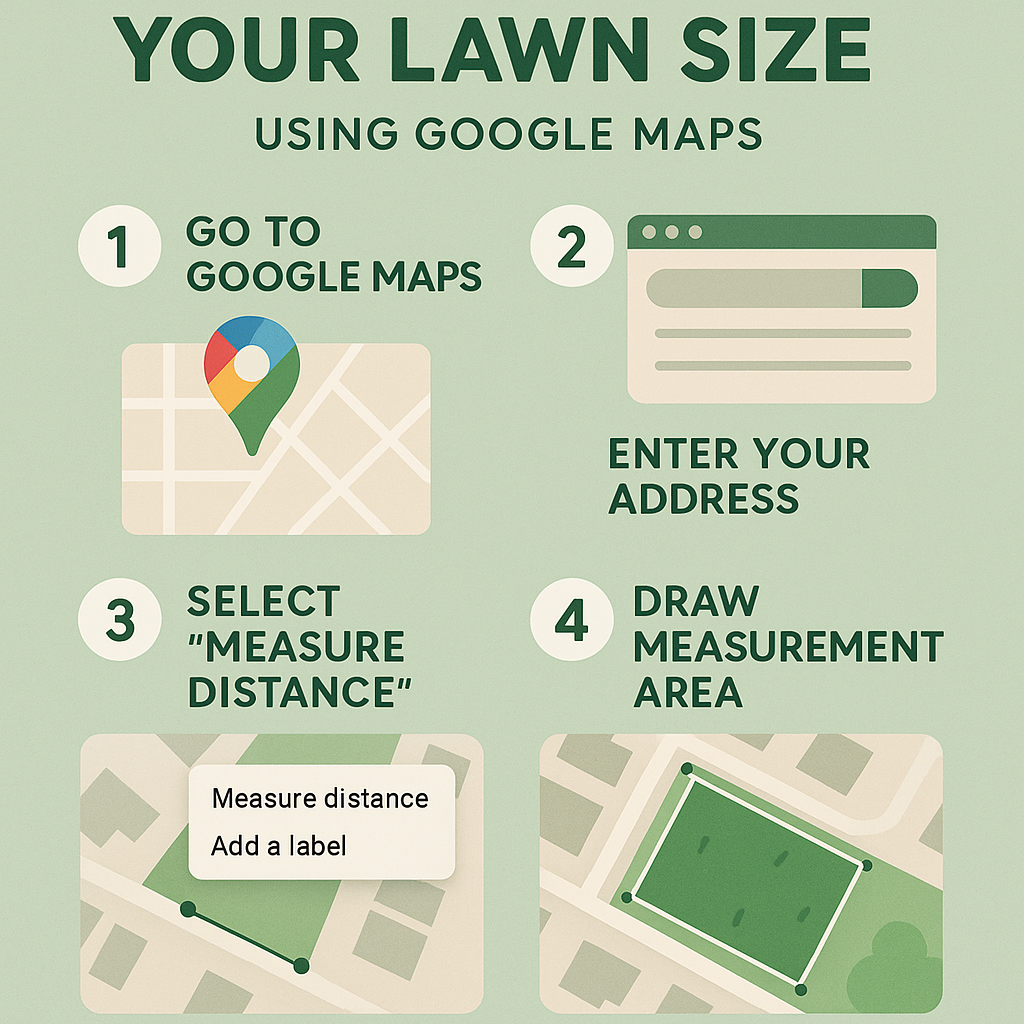 YOUR LAWN SIZE
USING GOOGLE MAPS
1
GO TO
GOOGLE MAPS
2
ENTER YOUR
ADDRESS
3
SELECT
"MEASURE
DISTANCE"
Measure distance
Add a label
4
DRAW
MEASUREMENT
AREA